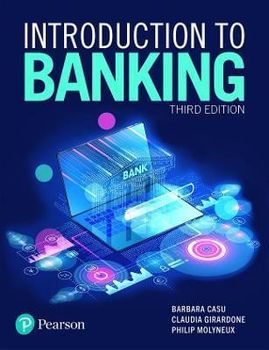 INTRODUCTION TO
BANKING
THIRD EDITION
BANK
BARBARA CASU
CLAUDIA GIRARDONE
PHILIP MOLYNEUX
Pearson